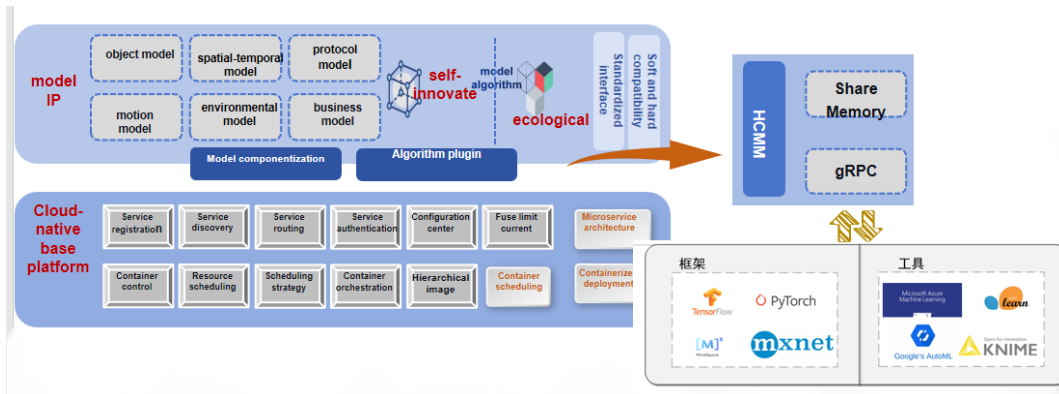 model
IP
object model
spatial-temporal
model
protocol
model
motion
model
environmental
model
business
model
self-
innovate
model
algorithm
ecological
Standardized
interface
Soft and hard
compatibility
Model componentization
Algorithm plugin
Cloud-
native
base
platform
Service
registration
Service
discovery
Service
routing
Service
authentication
Configuration
center
Fuse limit
current
Microservice
architecture
Container
control
Resource
scheduling
Scheduling
strategy
Container
orchestration
Hierarchical
image
Container
scheduling
Containerize
deployment
HCMM
Share
Memory
gRPC
框架
TensorFlow
PyTorch
[M]s
MindSpore
mxnet
工具
Microsoft Azure
Machine Learning
learn
Google's AutoML
Open for Innovation
KNIME